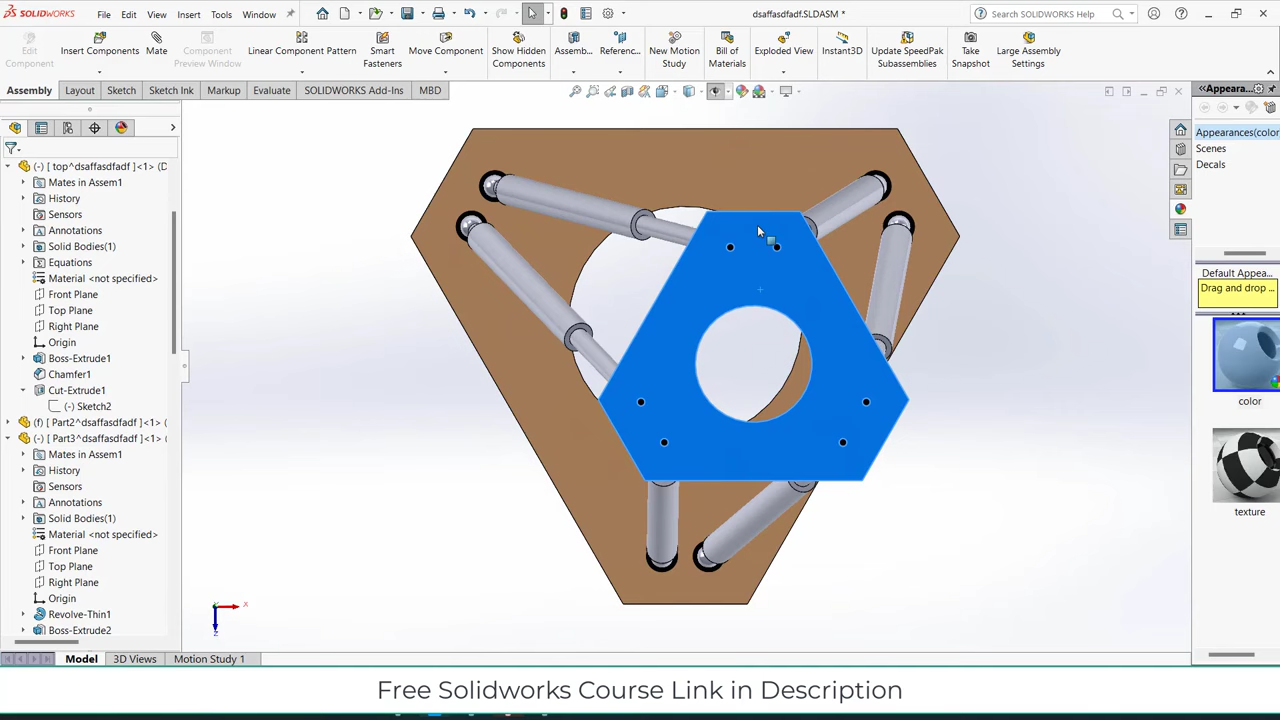 SOLIDWORKS File Edit View Insert Tools Window dsaffasdfadf.SLDASM * Search SOLIDWORKS Help
Edit Component
Insert Components
Mate
Component Preview Window
Linear Component Pattern
Smart Fasteners
Move Component
Show Hidden Components
Assemb...
Referenc...
New Motion Study
Bill of Materials
Exploded View
Instant3D
Update SpeedPak Subassemblies
Take Snapshot
Large Assembly Settings
Assembly Layout Sketch Sketch Ink Markup Evaluate SOLIDWORKS Add-Ins MBD
(-) [ top^dsaffasdfadf ]<1> (D
Mates in Assem1
History
Sensors
Annotations
Solid Bodies(1)
Equations
Material <not specified>
Front Plane
Top Plane
Right Plane
Origin
Boss-Extrude1
Chamfer1
Cut-Extrude1
(-) Sketch2
(f) [ Part2^dsaffasdfadf ]<1> (
(-) [ Part3^dsaffasdfadf ]<1> (
Mates in Assem1
History
Sensors
Annotations
Solid Bodies(1)
Material <not specified>
Front Plane
Top Plane
Right Plane
Origin
Revolve-Thin1
Boss-Extrude2
X
Z
Model 3D Views Motion Study 1
Appeara...
Appearances(color
Scenes
Decals
Default Appea...
Drag and drop ...
color
texture
Free Solidworks Course Link in Description